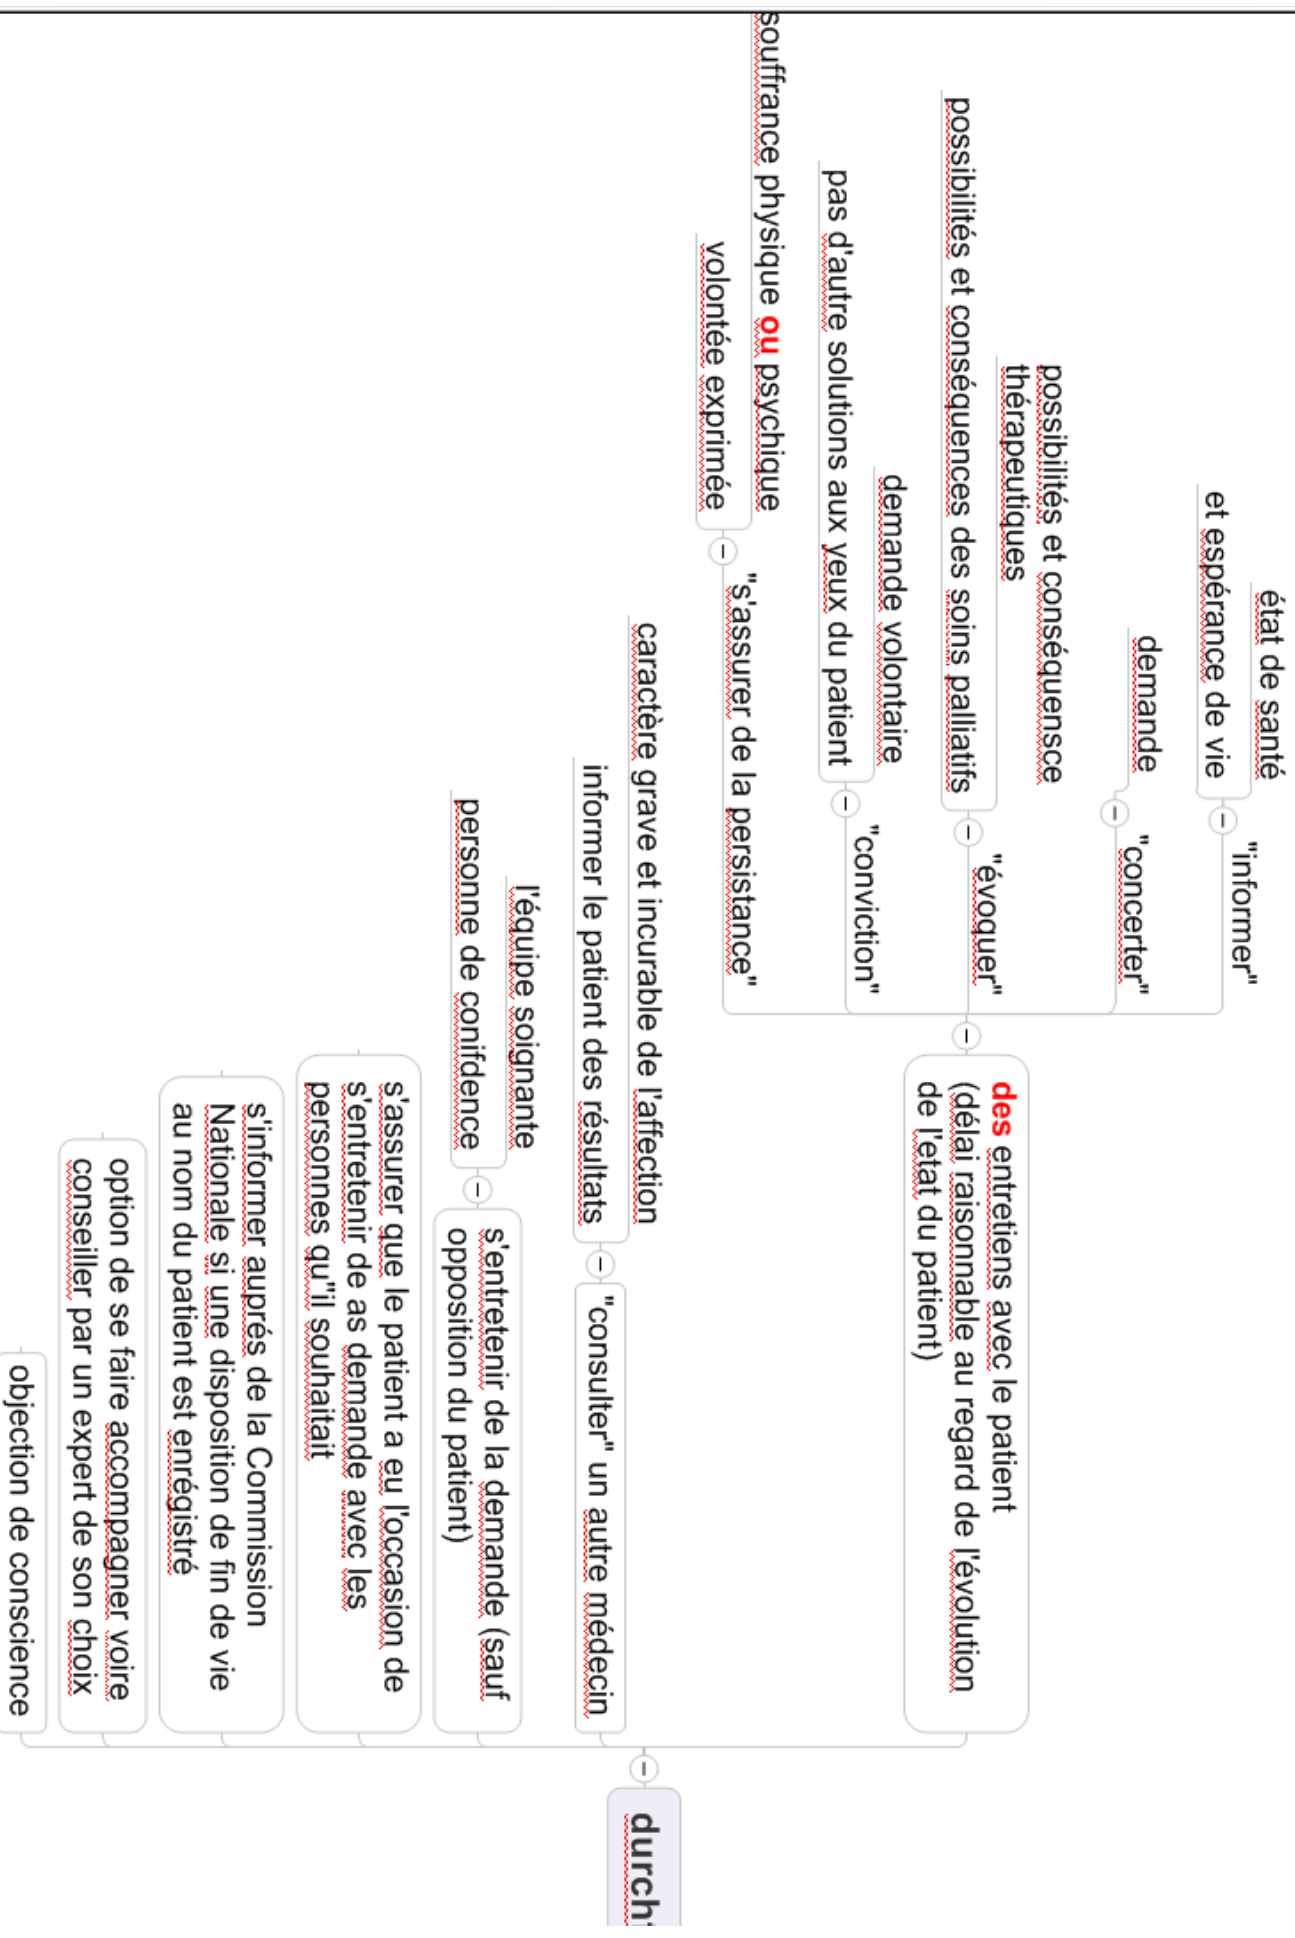 état de santé
et espérance de vie
"informer"
demande
"concerter"
possibilités et conséquensce
thérapeutiques
possibilités et conséquences des soins palliatifs
"évoquer"
demande volontaire
pas d'autre solutions aux yeux du patient
"conviction"
souffrance physique ou psychique
volontée exprimée
"s'assurer de la persistance"
des entretiens avec le patient
(délai raisonnable au regard de l'évolution
de l'etat du patient)
caractère grave et incurable de l'affection
informer le patient des résultats
"consulter" un autre médecin
l'équipe soignante
personne de conifdence
s'entretenir de la demande (sauf
opposition du patient)
s'assurer que le patient a eu l'occasion de
s'entretenir de as demande avec les
personnes qu"il souhaitait
s'informer auprés de la Commission
Nationale si une disposition de fin de vie
au nom du patient est enrégistré
option de se faire accompagner voire
conseiller par un expert de son choix
objection de conscience